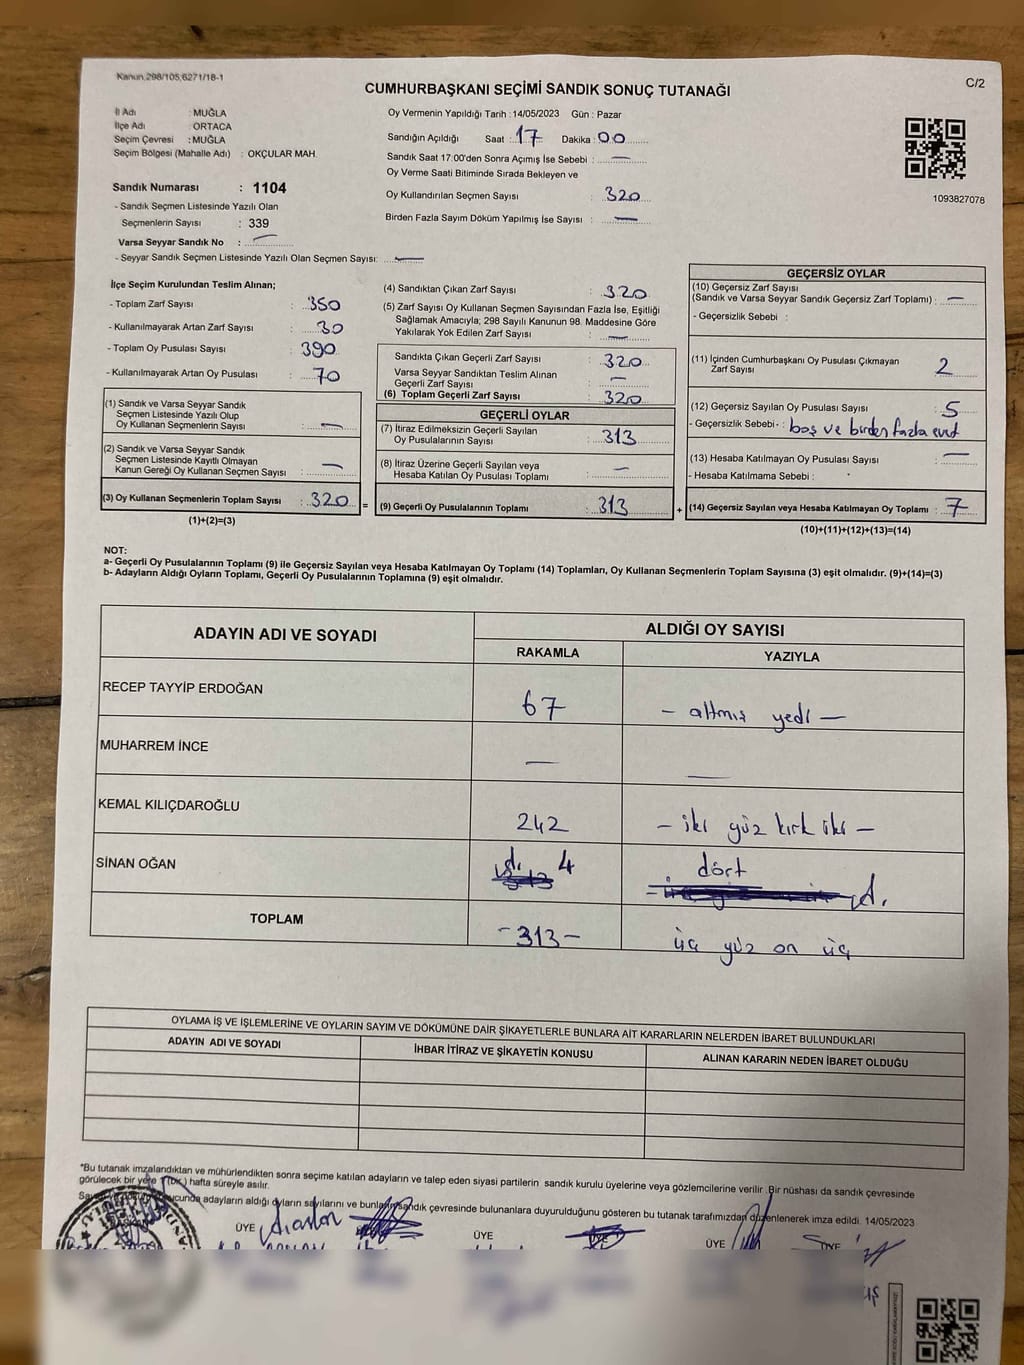 Kanun.298/105,6271/18-1
CUMHURBAŞKANI SEÇİMİ SANDIK SONUÇ TUTANAĞI
C/2
İl Adı : MUĞLA
İlçe Adı : ORTACA
Seçim Çevresi : MUĞLA
Seçim Bölgesi (Mahalle Adı) : OKÇULAR MAH.
Oy Vermenin Yapıldığı Tarih : 14/05/2023 Gün : Pazar
Sandığın Açıldığı Saat : 17 Dakika : 00
Sandık Saat 17:00'den Sonra Açımış İse Sebebi : —
Oy Verme Saati Bitiminde Sırada Bekleyen ve
Oy Kullandırılan Seçmen Sayısı : 320
Birden Fazla Sayım Döküm Yapılmış İse Sayısı : —
1093827078
Sandık Numarası : 1104
- Sandık Seçmen Listesinde Yazılı Olan
Seçmenlerin Sayısı : 339
Varsa Seyyar Sandık No : —
- Seyyar Sandık Seçmen Listesinde Yazılı Olan Seçmen Sayısı: —
İlçe Seçim Kurulundan Teslim Alınan;
- Toplam Zarf Sayısı : 350
- Kullanılmayarak Artan Zarf Sayısı : 30
- Toplam Oy Pusulası Sayısı : 390
- Kullanılmayarak Artan Oy Pusulası : 70
(1) Sandık ve Varsa Seyyar Sandık
Seçmen Listesinde Yazılı Olup
Oy Kullanan Seçmenlerin Sayısı : —
(2) Sandık ve Varsa Seyyar Sandık
Seçmen Listesinde Kayıtlı Olmayan
Kanun Gereği Oy Kullanan Seçmen Sayısı : —
(3) Oy Kullanan Seçmenlerin Toplam Sayısı : 320 =
(1)+(2)=(3)
(4) Sandıktan Çıkan Zarf Sayısı : 320
(5) Zarf Sayısı Oy Kullanan Seçmen Sayısından Fazla İse, Eşitliği
Sağlamak Amacıyla; 298 Sayılı Kanunun 98. Maddesine Göre
Yakılarak Yok Edilen Zarf Sayısı : —
Sandıkta Çıkan Geçerli Zarf Sayısı : 320
Varsa Seyyar Sandıktan Teslim Alınan
Geçerli Zarf Sayısı : —
(6) Toplam Geçerli Zarf Sayısı : 320
GEÇERLİ OYLAR
(7) İtiraz Edilmeksizin Geçerli Sayılan
Oy Pusulalarının Sayısı : 313
(8) İtiraz Üzerine Geçerli Sayılan veya
Hesaba Katılan Oy Pusulası Toplamı : —
(9) Geçerli Oy Pusulalarının Toplamı : 313 +
GEÇERSİZ OYLAR
(10) Geçersiz Zarf Sayısı
(Sandık ve Varsa Seyyar Sandık Geçersiz Zarf Toplamı) : —
- Geçersizlik Sebebi :
(11) İçinden Cumhurbaşkanı Oy Pusulası Çıkmayan
Zarf Sayısı : 2
(12) Geçersiz Sayılan Oy Pusulası Sayısı : 5
- Geçersizlik Sebebi - : boş ve birden fazla evet
(13) Hesaba Katılmayan Oy Pusulası Sayısı : —
- Hesaba Katılmama Sebebi :
(14) Geçersiz Sayılan veya Hesaba Katılmayan Oy Toplamı : 7
(10)+(11)+(12)+(13)=(14)
NOT:
a- Geçerli Oy Pusulalarının Toplamı (9) ile Geçersiz Sayılan veya Hesaba Katılmayan Oy Toplamı (14) Toplamları, Oy Kullanan Seçmenlerin Toplam Sayısına (3) eşit olmalıdır. (9)+(14)=(3)
b- Adayların Aldığı Oyların Toplamı, Geçerli Oy Pusulalarının Toplamına (9) eşit olmalıdır.
ADAYIN ADI VE SOYADI ALDIĞI OY SAYISI
RAKAMLA YAZIYLA
RECEP TAYYİP ERDOĞAN 67 — altmış yedi —
MUHARREM İNCE — —
KEMAL KILIÇDAROĞLU 242 — iki yüz kırk iki —
SİNAN OĞAN 4 dört
TOPLAM -313- üç yüz on üç
OYLAMA İŞ VE İŞLEMLERİNE VE OYLARIN SAYIM VE DÖKÜMÜNE DAİR ŞİKAYETLERLE BUNLARA AİT KARARLARIN NELERDEN İBARET BULUNDUKLARI
ADAYIN ADI VE SOYADI İHBAR İTİRAZ VE ŞİKAYETİN KONUSU ALINAN KARARIN NEDEN İBARET OLDUĞU
*Bu tutanak imzalandıktan ve mühürlendikten sonra seçime katılan adayların ve talep eden siyasi partilerin sandık kurulu üyelerine veya gözlemcilerine verilir. Bir nüshası da sandık çevresinde
görülecek bir yere 1(bir) hafta süreyle asılır.
ucunda adayların aldığı oyların sayılarını ve bunların sandık çevresinde bulunanlara duyurulduğunu gösteren bu tutanak tarafımızdan düzenlenerek imza edildi. 14/05/2023
ÜYE ÜYE ÜYE ÜYE ÜYE